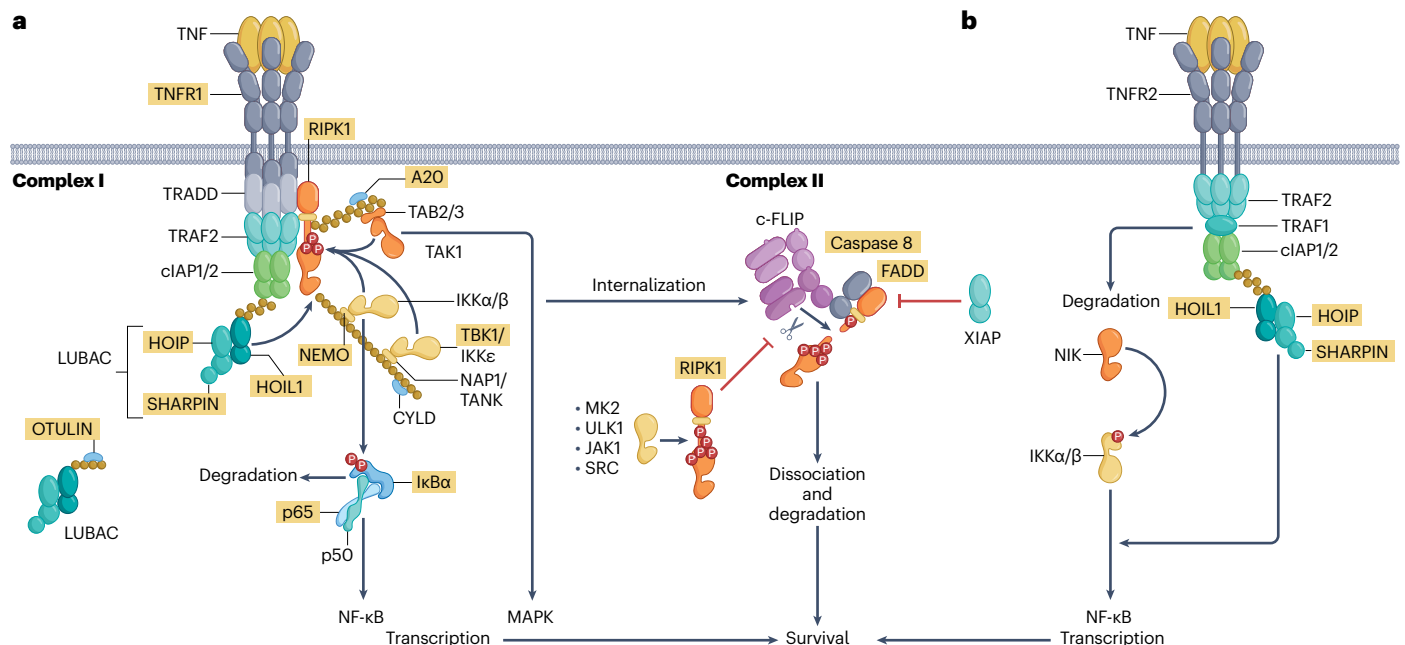 a
TNF
TNFR1
RIPK1
Complex I
TRADD
A20
TAB2/3
TRAF2
TAK1
cIAP1/2
P
P P
IKKα/β
HOIP
LUBAC
NEMO
TBK1/
IKKε
HOIL1
NAP1/
TANK
SHARPIN
CYLD
OTULIN
LUBAC
P
P
Degradation
IκBα
p65
p50
NF-κB
MAPK
Transcription
Internalization
Complex II
c-FLIP
Caspase 8
FADD
P
XIAP
P P P
P
RIPK1
• MK2
• ULK1
• JAK1
• SRC
P
P
P P P
Dissociation
and
degradation
Survival
b
TNF
TNFR2
TRAF2
TRAF1
cIAP1/2
Degradation
HOIL1
HOIP
SHARPIN
NIK
P
IKKα/β
NF-κB
Transcription